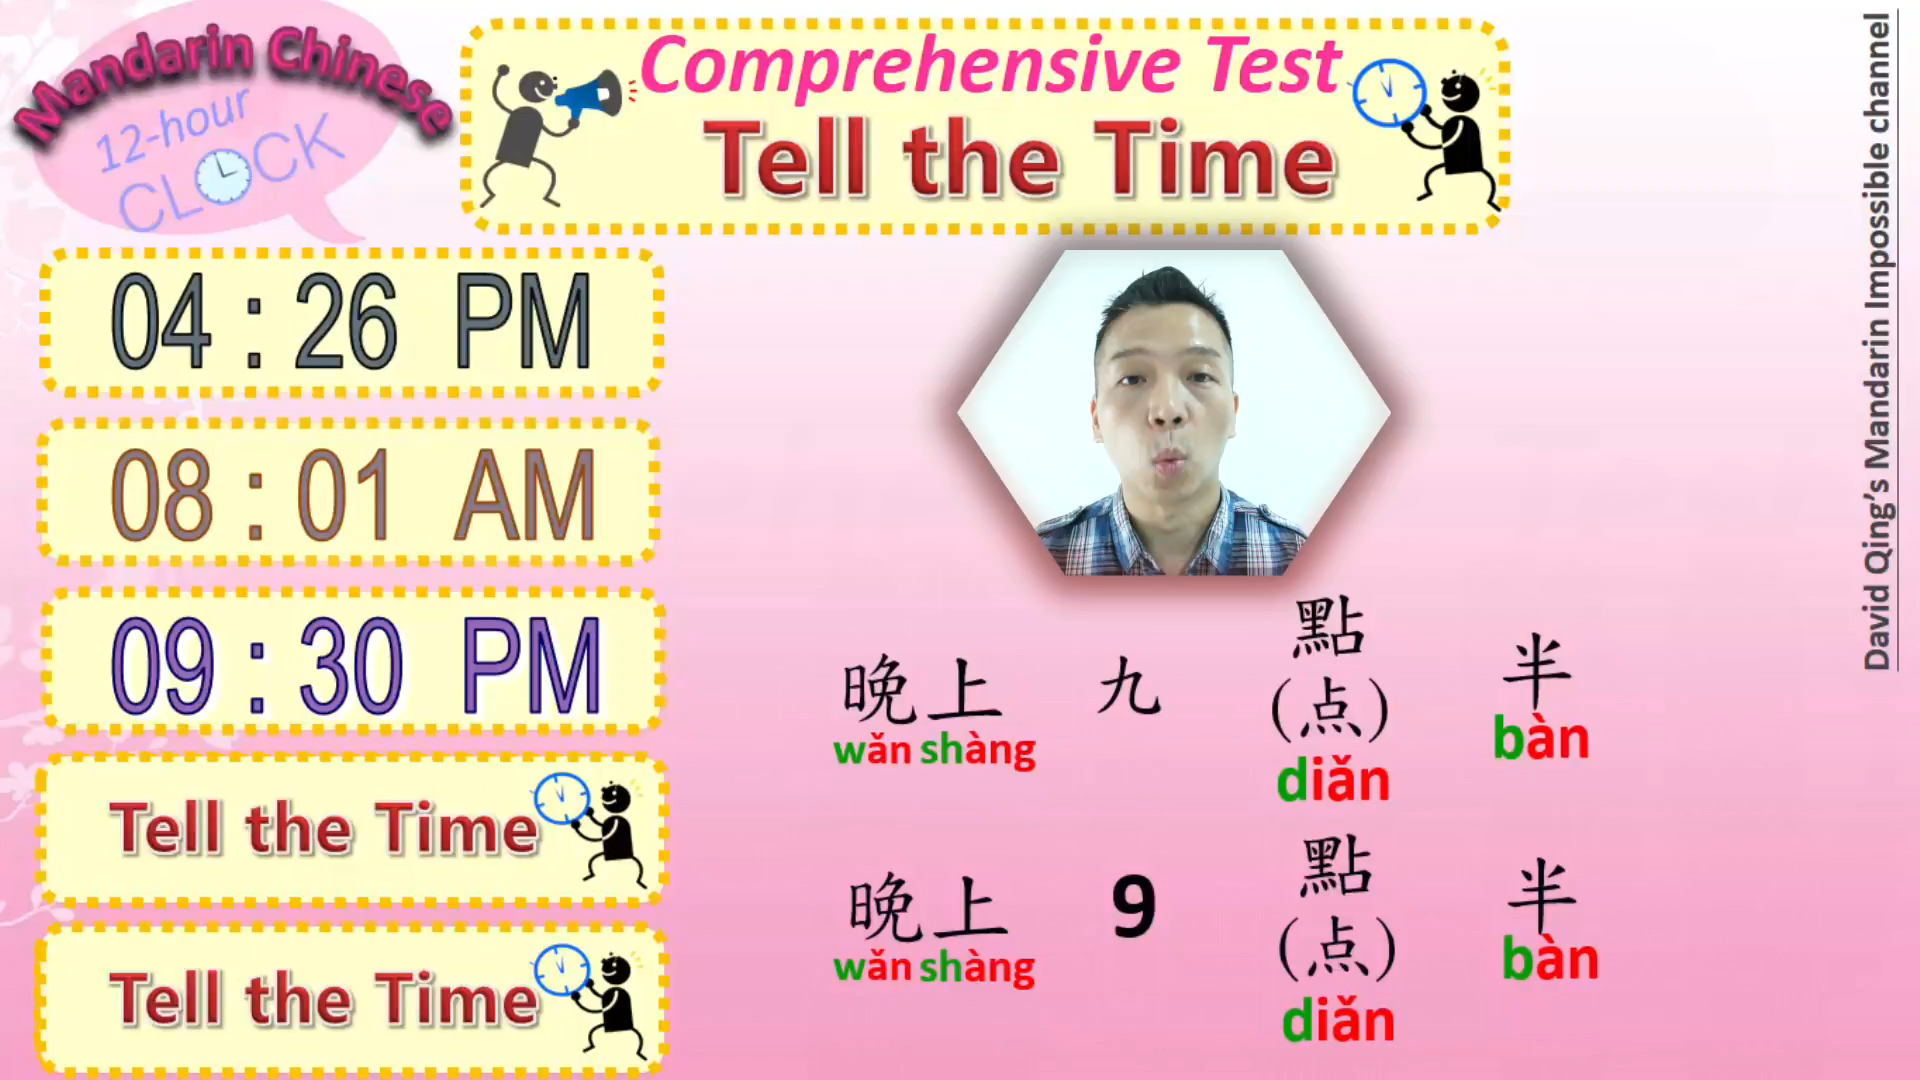 Mandarin Chinese
12-hour
CLOCK
Comprehensive Test
Tell the Time
David Qing's Mandarin Impossible channel
04 : 26 PM
08 : 01 AM
09 : 30 PM
Tell the Time
Tell the Time
晚上 九 點(点) 半
wǎn shàng diǎn bàn
晚上 9 點(点) 半
wǎn shàng diǎn bàn